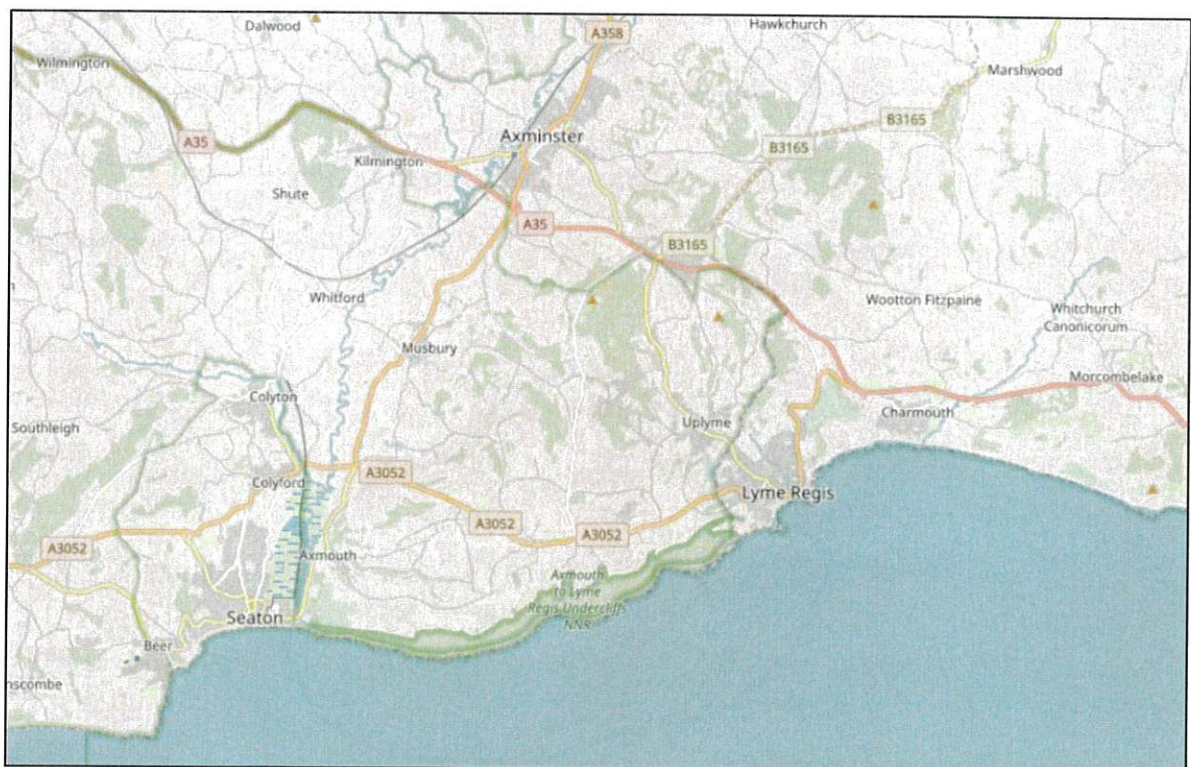 Dalwood
A358
Hawkchurch
Wilmington
Marshwood
B3165
Axminster
A35
B3165
Kilmington
Shute
A35
B3165
Whitford
Wootton Fitzpaine
Whitchurch
Canonicorum
Musbury
Morcombelake
Colyton
Charmouth
Southleigh
Uplyme
A3052
Colyford
Lyme Regis
A3052
A3052
A3052
Axmouth
Axmouth
to Lyme
Regis Undercliffs
NNR
Seaton
Beer
nscombe